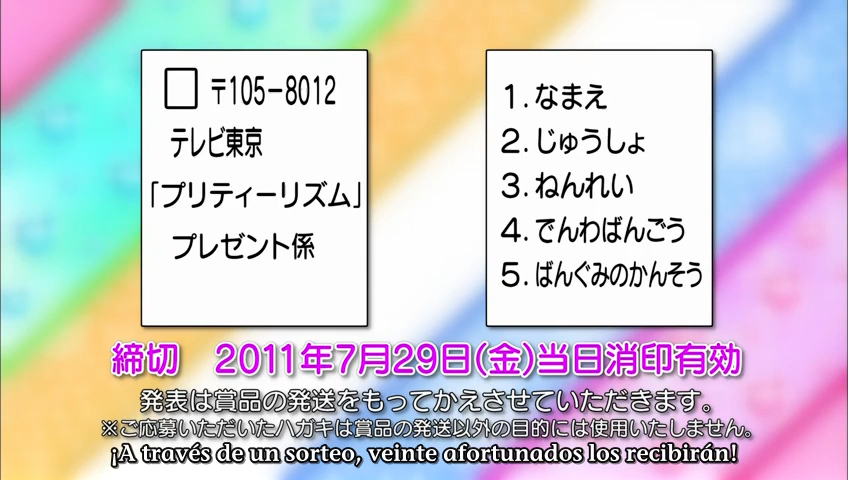 〒105-8012
テレビ東京
「プリティーリズム」
プレゼント係
1.なまえ
2.じゅうしょ
3.ねんれい
4.でんわばんごう
5.ばんぐみのかんそう
締切 2011年7月29日(金)当日消印有効
発表は賞品の発送をもってかえさせていただきます。
※ご応募いただいたハガキは賞品の発送以外の目的には使用いたしません。
¡A través de un sorteo, veinte afortunados los recibirán!